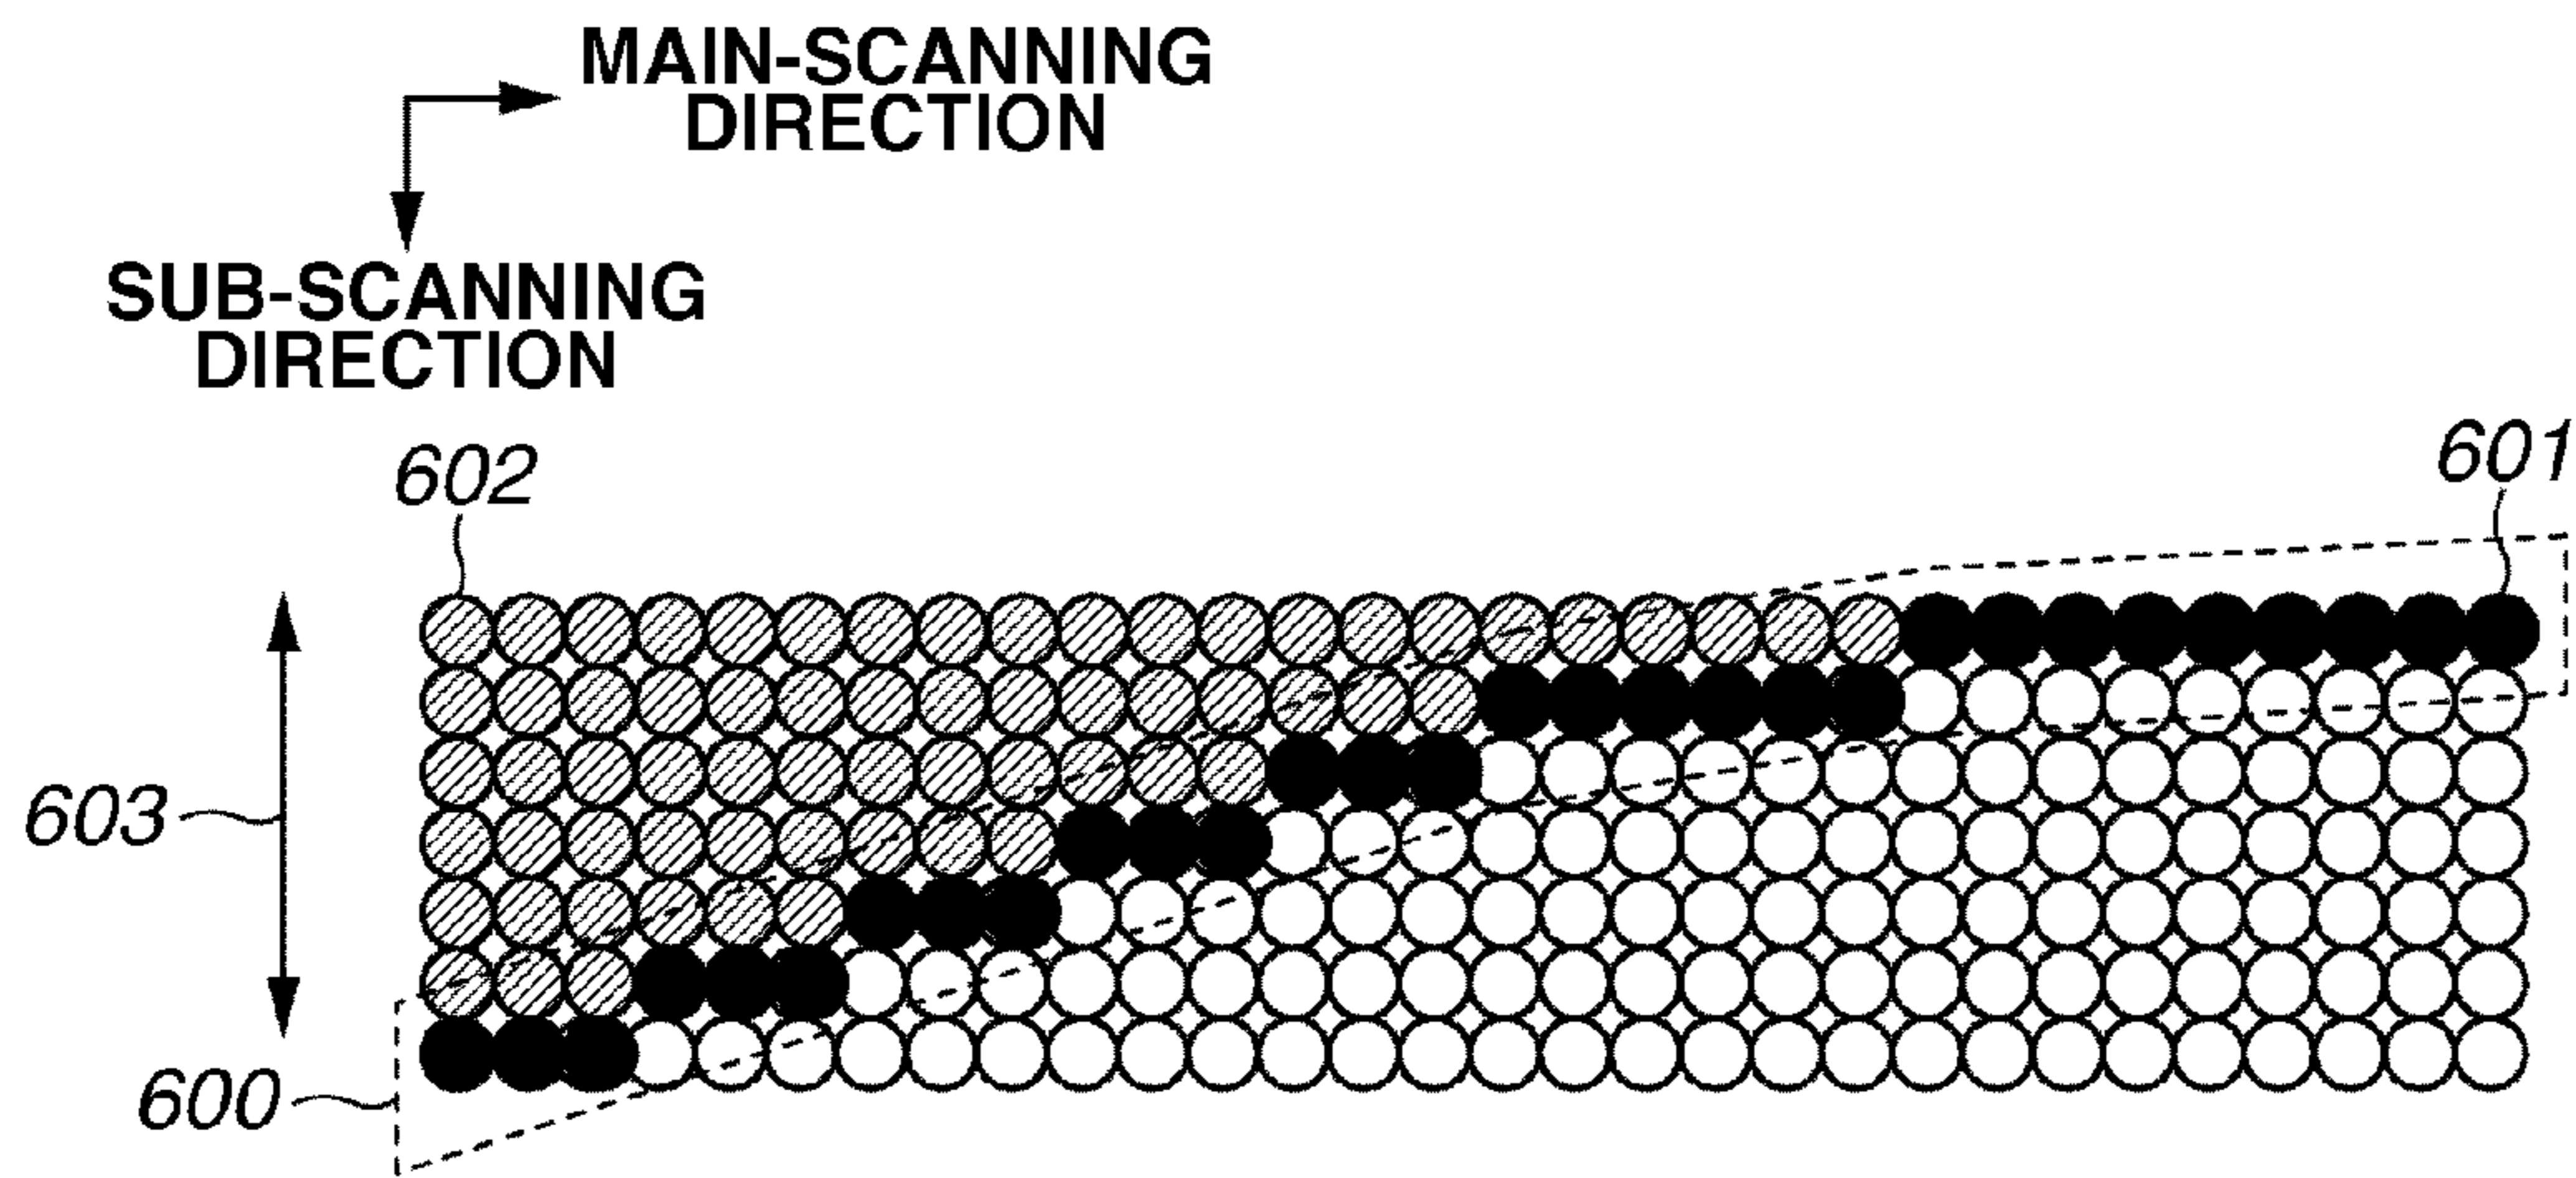 MAIN-SCANNING
DIRECTION
SUB-SCANNING
DIRECTION
602
601
603
600